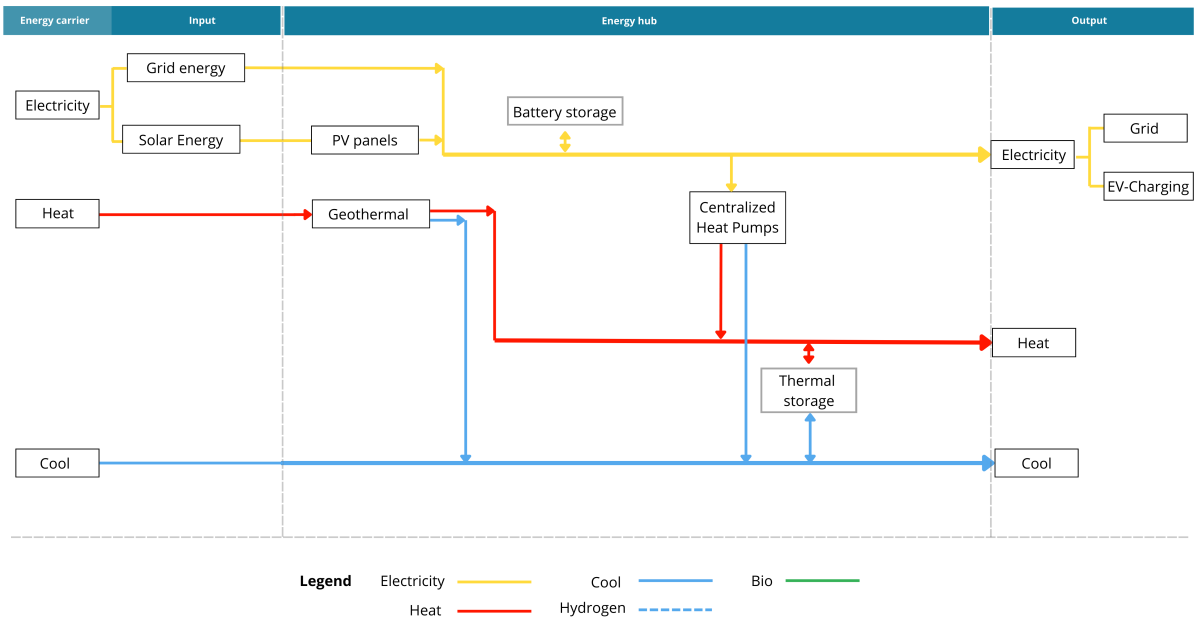 Energy carrier
Input
Energy hub
Output
Grid energy
Electricity
Solar Energy
PV panels
Battery storage
Electricity
Grid
EV-Charging
Heat
Geothermal
Centralized
Heat Pumps
Heat
Thermal
storage
Cool
Cool
Legend
Electricity
Cool
Bio
Heat
Hydrogen